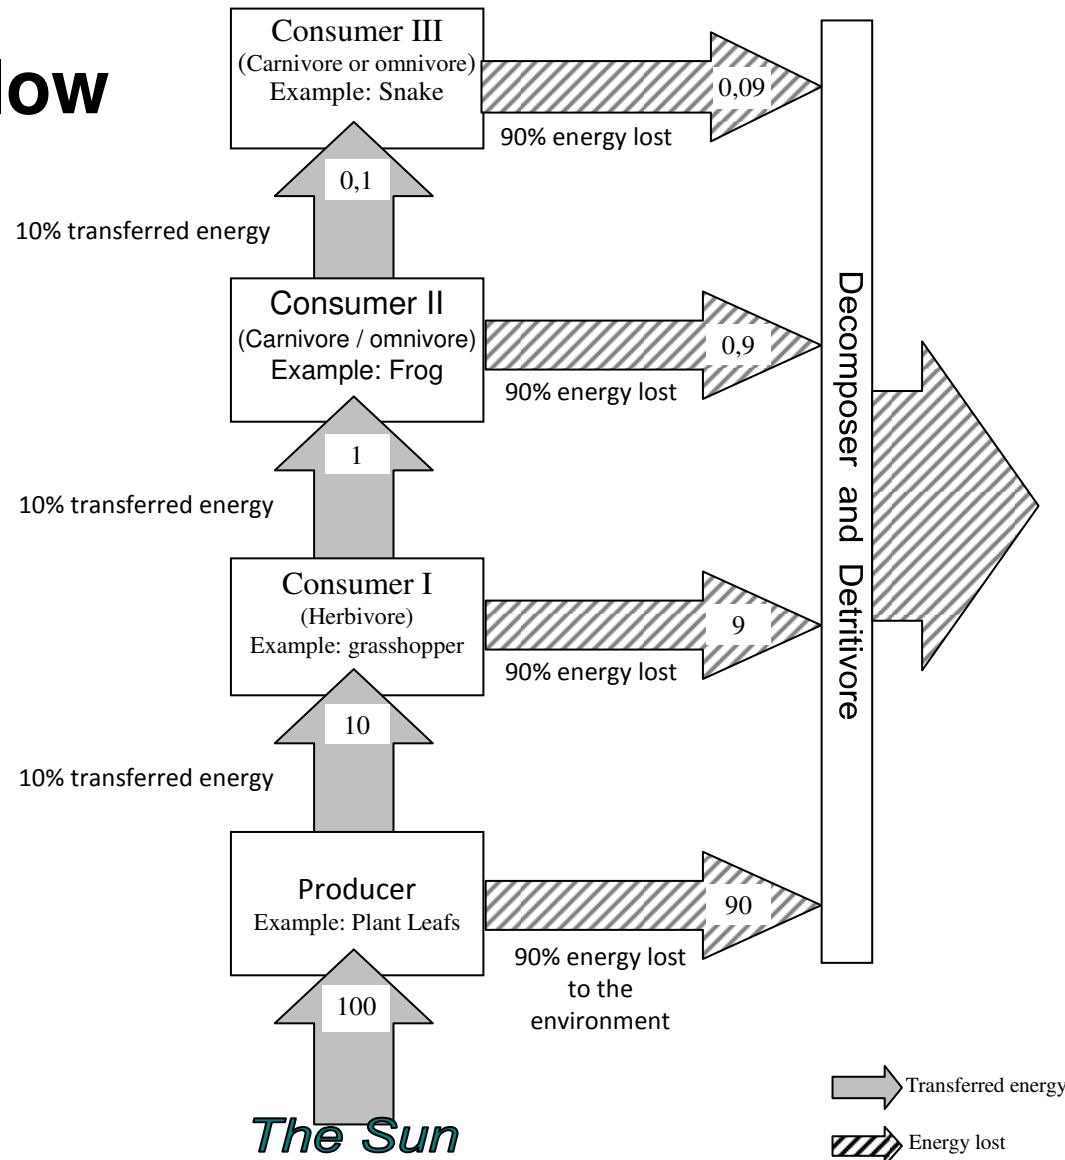 Consumer III
(Carnivore or omnivore)
Example: Snake
0,09
90% energy lost
0,1
10% transferred energy
Consumer II
(Carnivore / omnivore)
Example: Frog
0,9
90% energy lost
1
10% transferred energy
Consumer I
(Herbivore)
Example: grasshopper
9
90% energy lost
10
10% transferred energy
Producer
Example: Plant Leafs
90
90% energy lost
to the
environment
100
The Sun
Decomposer and Detritivore
Transferred energy
Energy lost